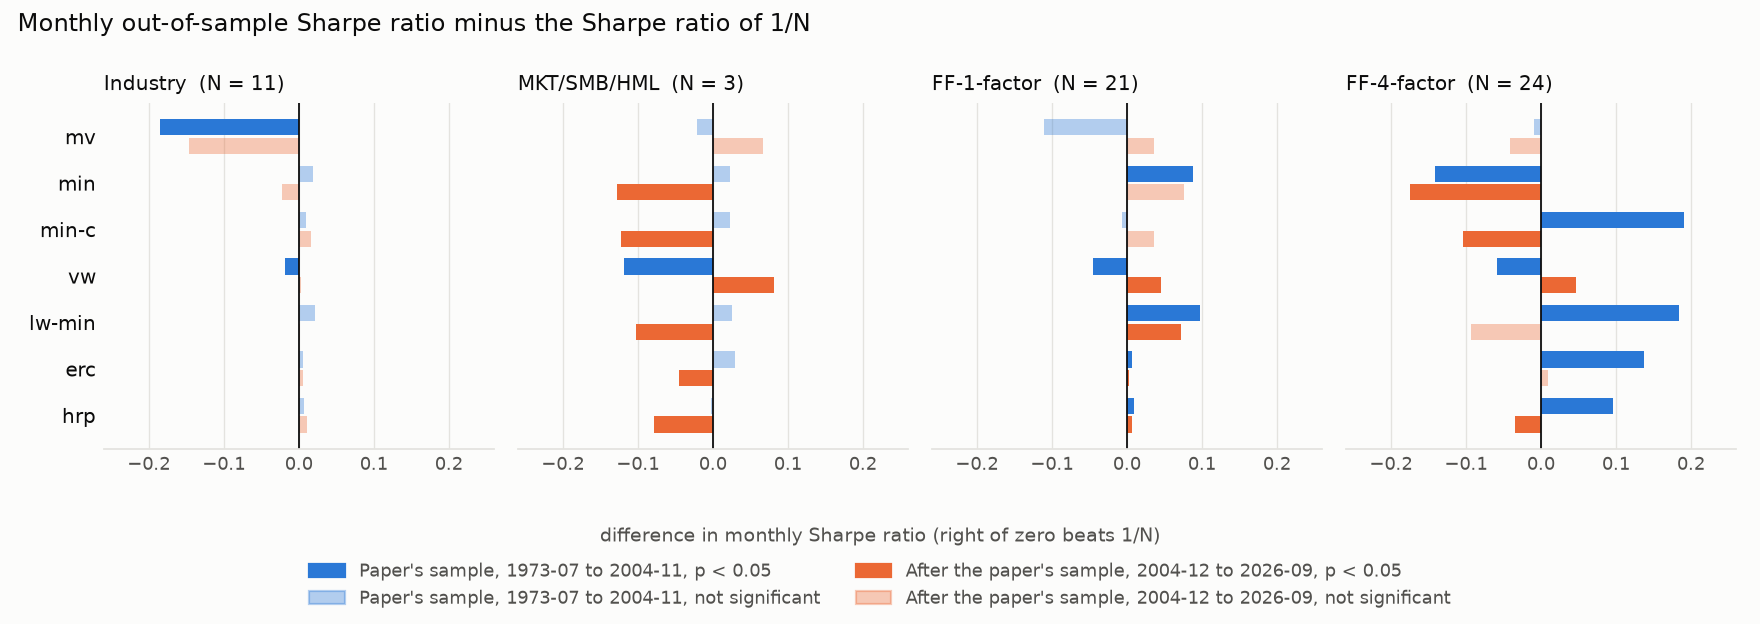 Monthly out-of-sample Sharpe ratio minus the Sharpe ratio of 1/N
Industry (N = 11)
MKT/SMB/HML (N = 3)
FF-1-factor (N = 21)
FF-4-factor (N = 24)
mv
min
min-c
vw
lw-min
erc
hrp
−0.2 −0.1 0.0 0.1 0.2
−0.2 −0.1 0.0 0.1 0.2
−0.2 −0.1 0.0 0.1 0.2
−0.2 −0.1 0.0 0.1 0.2
difference in monthly Sharpe ratio (right of zero beats 1/N)
Paper's sample, 1973-07 to 2004-11, p < 0.05
Paper's sample, 1973-07 to 2004-11, not significant
After the paper's sample, 2004-12 to 2026-09, p < 0.05
After the paper's sample, 2004-12 to 2026-09, not significant